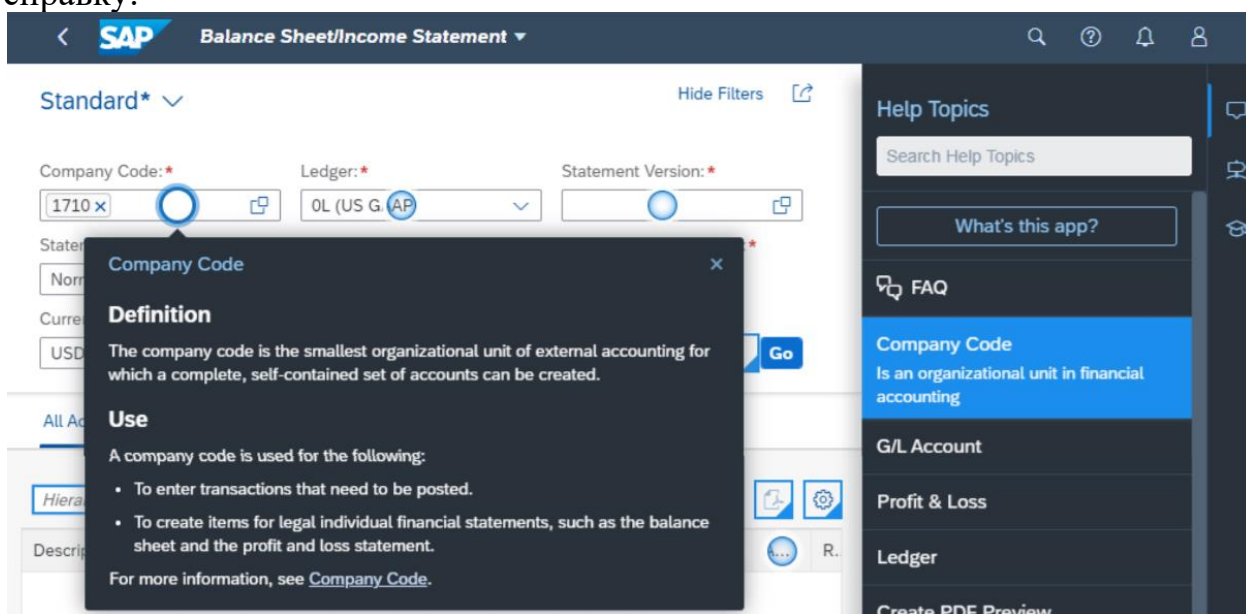 справку.
SAP Balance Sheet/Income Statement
Standard*
Hide Filters
Company Code:*
Ledger:*
Statement Version:*
1710
0L (US G AP
*
USD
Go
Company Code
Definition
The company code is the smallest organizational unit of external accounting for
which a complete, self-contained set of accounts can be created.
Use
A company code is used for the following:
• To enter transactions that need to be posted.
• To create items for legal individual financial statements, such as the balance
sheet and the profit and loss statement.
For more information, see Company Code.
R..
Help Topics
Search Help Topics
What's this app?
FAQ
Company Code
Is an organizational unit in financial
accounting
G/L Account
Profit & Loss
Ledger
Create PDF Preview